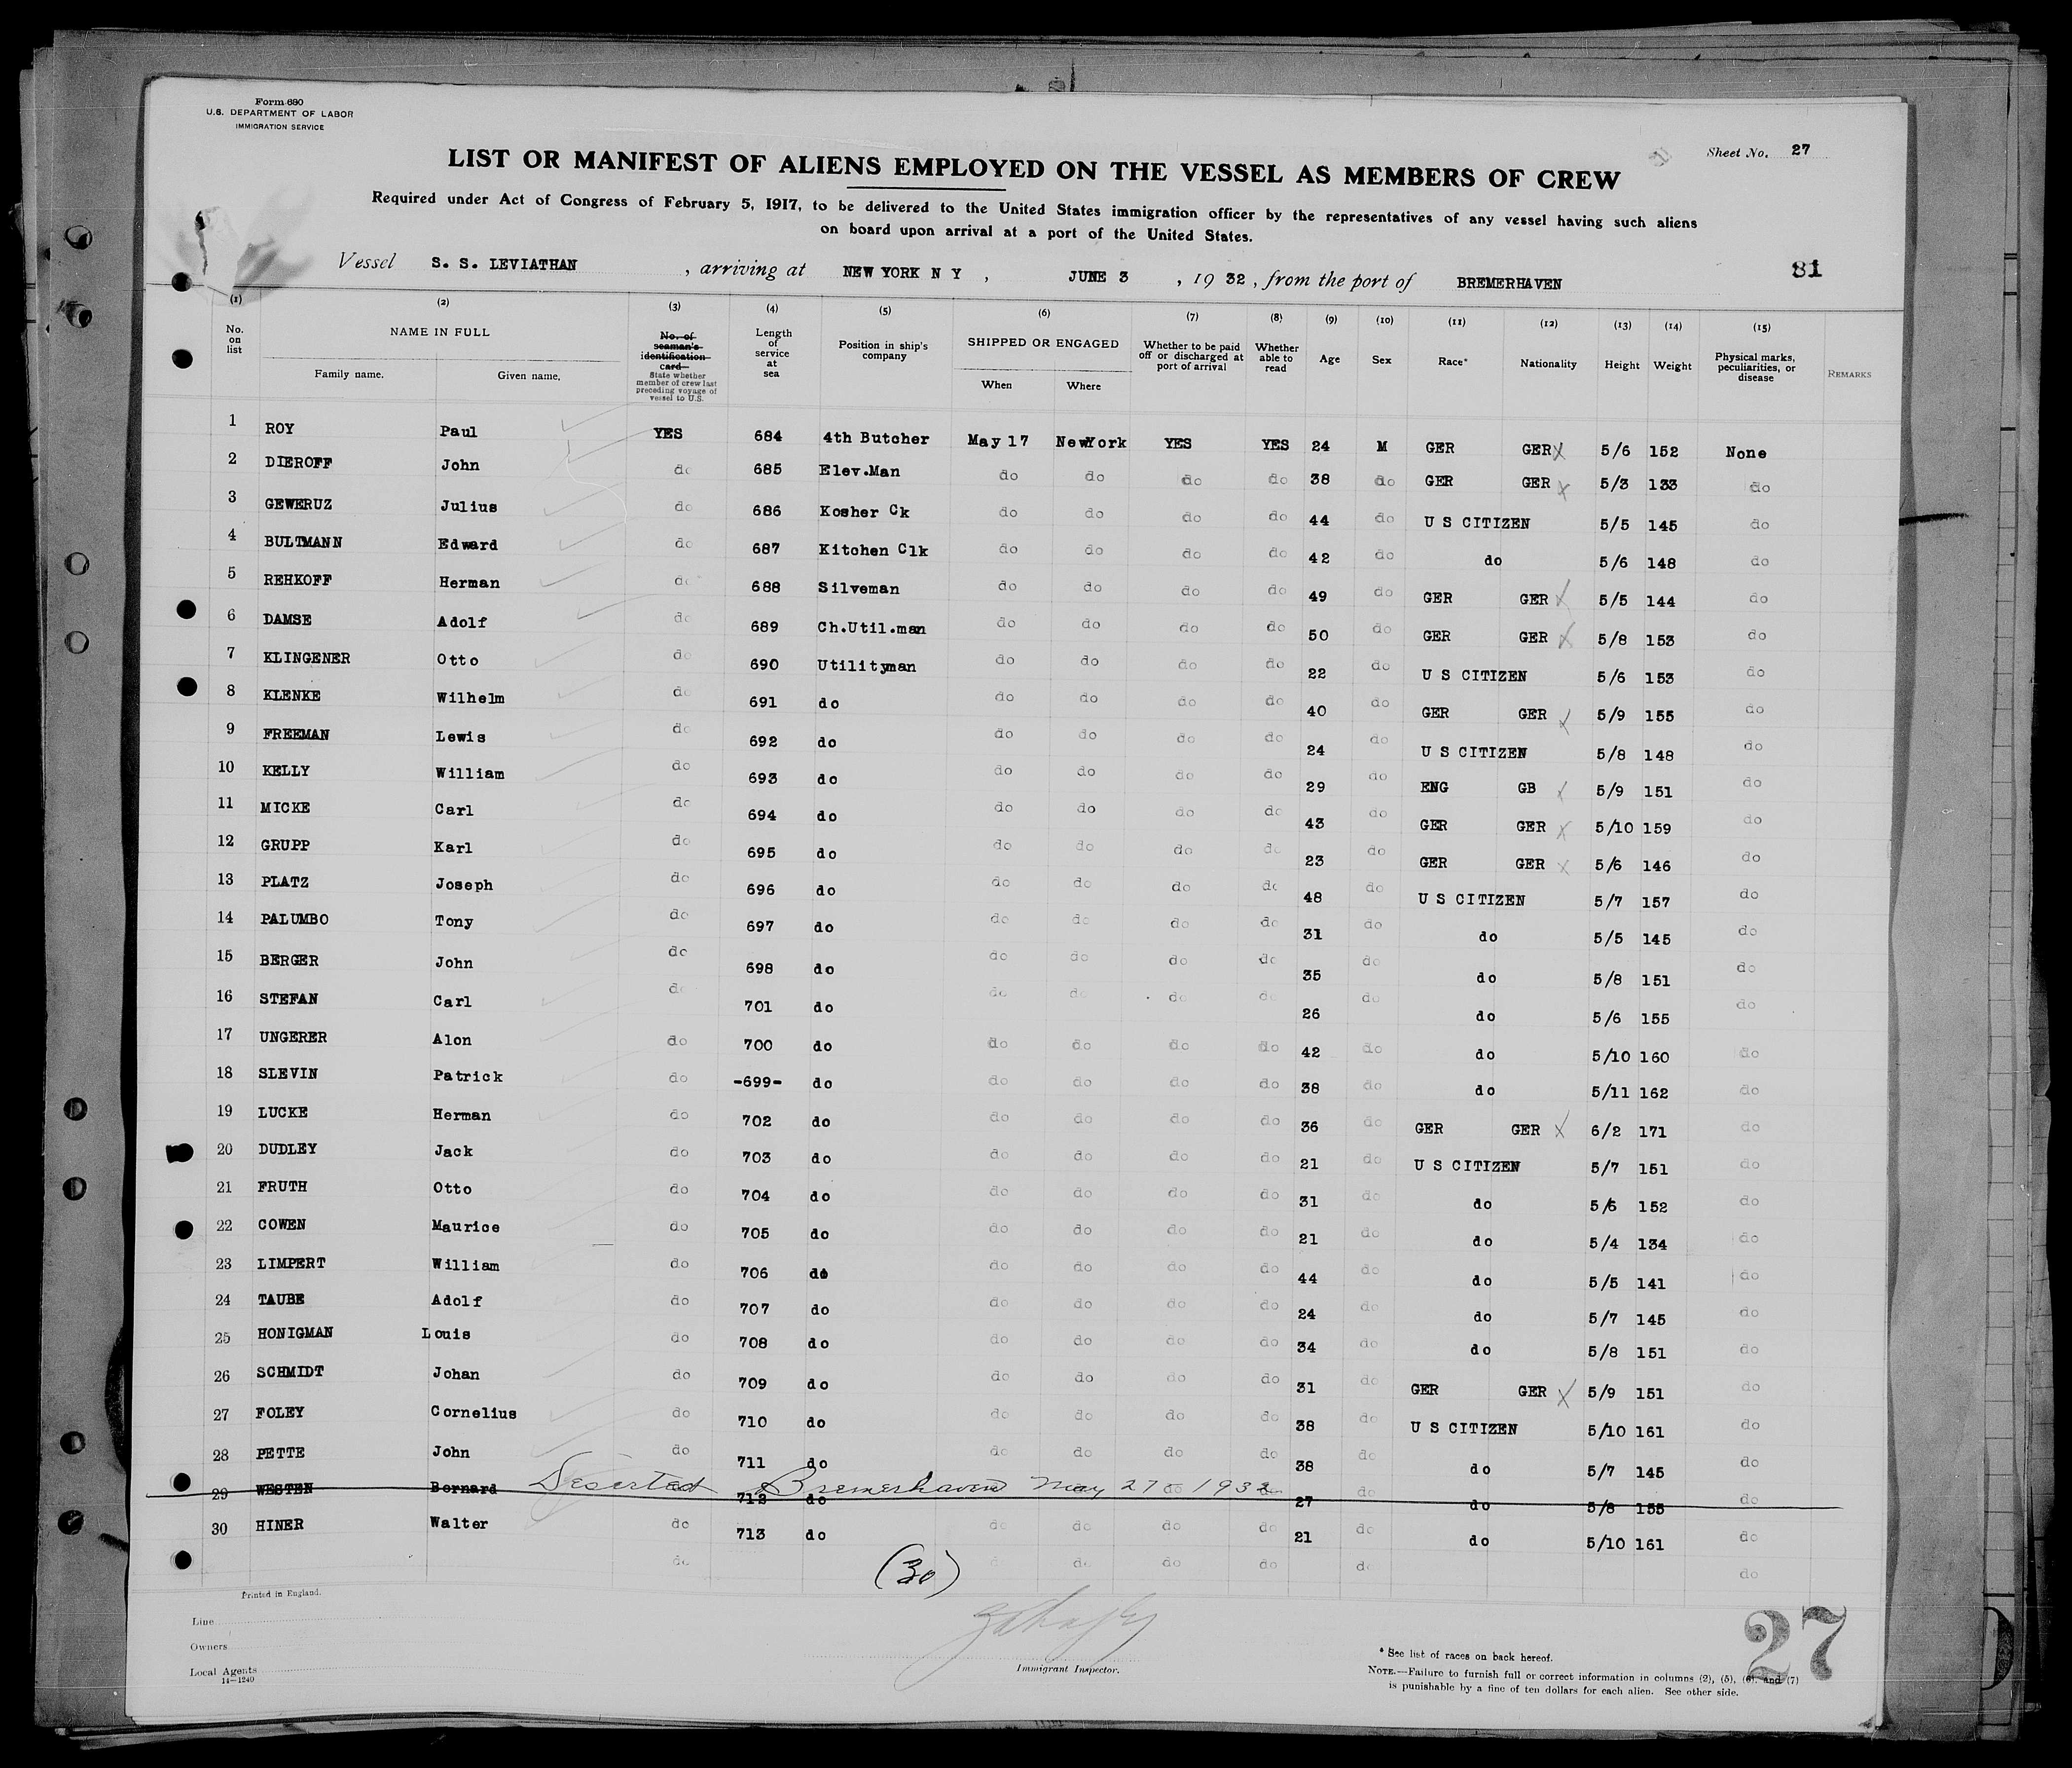 Form 680
U.S. DEPARTMENT OF LABOR
IMMIGRATION SERVICE
Sheet No. 27
LIST OR MANIFEST OF ALIENS EMPLOYED ON THE VESSEL AS MEMBERS OF CREW
Required under Act of Congress of February 5, 1917, to be delivered to the United States immigration officer by the representatives of any vessel having such aliens
on board upon arrival at a port of the United States.
Vessel S. S. LEVIATHAN , arriving at NEW YORK N Y , JUNE 3 , 19 32 , from the port of BREMERHAVEN
81
(1) (2) (3) (4) (5) (6) (7) (8) (9) (10) (11) (12) (13) (14) (15)
No. on list NAME IN FULL Family name. Given name. No. of seaman's identification card State whether member of crew last preceding voyage of vessel to U.S. Length of service at sea Position in ship's company SHIPPED OR ENGAGED When Where Whether to be paid off or discharged at port of arrival Whether able to read Age Sex Race* Nationality Height Weight Physical marks, peculiarities, or disease REMARKS
1 ROY Paul YES 684 4th Butcher May 17 NewYork YES YES 24 M GER GER 5/6 152 None
2 DIEROFF John do 685 Elev.Man do do do do 38 do GER GER 5/3 133 do
3 GEWERUZ Julius do 686 Kosher Ck do do do do 44 do U S CITIZEN 5/5 145 do
4 BULTMANN Edward do 687 Kitchen Clk do do do do 42 do do 5/6 148 do
5 REHKOFF Herman do 688 Silveman do do do do 49 do GER GER 5/5 144 do
6 DAMSE Adolf do 689 Ch.Util.man do do do do 50 do GER GER 5/8 153 do
7 KLINGENER Otto do 690 Utilityman do do do do 22 do U S CITIZEN 5/6 153 do
8 KLENKE Wilhelm do 691 do do do do do 40 do GER GER 5/9 155 do
9 FREEMAN Lewis do 692 do do do do do 24 do U S CITIZEN 5/8 148 do
10 KELLY William do 693 do do do do do 29 do ENG GB 5/9 151 do
11 MICKE Carl do 694 do do do do do 43 do GER GER 5/10 159 do
12 GRUPP Karl do 695 do do do do do 23 do GER GER 5/6 146 do
13 PLATZ Joseph do 696 do do do do do 48 do U S CITIZEN 5/7 157 do
14 PALUMBO Tony do 697 do do do do do 31 do do 5/5 145 do
15 BERGER John do 698 do do do do do 35 do do 5/8 151 do
16 STEFAN Carl do 701 do do do do do 26 do do 5/6 155 do
17 UNGERER Alon do 700 do do do do do 42 do do 5/10 160 do
18 SLEVIN Patrick do -699- do do do do do 38 do do 5/11 162 do
19 LUCKE Herman do 702 do do do do do 36 do GER GER 6/2 171 do
20 DUDLEY Jack do 703 do do do do do 21 do U S CITIZEN 5/7 151 do
21 FRUTH Otto do 704 do do do do do 31 do do 5/6 152 do
22 COWEN Maurice do 705 do do do do do 21 do do 5/4 134 do
23 LIMPERT William do 706 do do do do do 44 do do 5/5 141 do
24 TAUBE Adolf do 707 do do do do do 24 do do 5/7 145 do
25 HONIGMAN Louis do 708 do do do do do 34 do do 5/8 151 do
26 SCHMIDT Johan do 709 do do do do do 31 do GER GER 5/9 151 do
27 FOLEY Cornelius do 710 do do do do do 38 do U S CITIZEN 5/10 161 do
28 PETTE John do 711 do do do do do 38 do do 5/7 145 do
29 WESTEN Bernard Deserted Bremerhaven May 27 1932 do 712 do do do 27 do do 5/8 155 do
30 HINER Walter do 713 do do do do do 21 do do 5/10 161 do
do (30) do do do do do do
Printed in England.
Line
Owners
Local Agents
11—1240
Immigrant Inspector.
* See list of races on back hereof.
NOTE.—Failure to furnish full or correct information in columns (2), (5), (6), and (7)
is punishable by a fine of ten dollars for each alien. See other side.
27